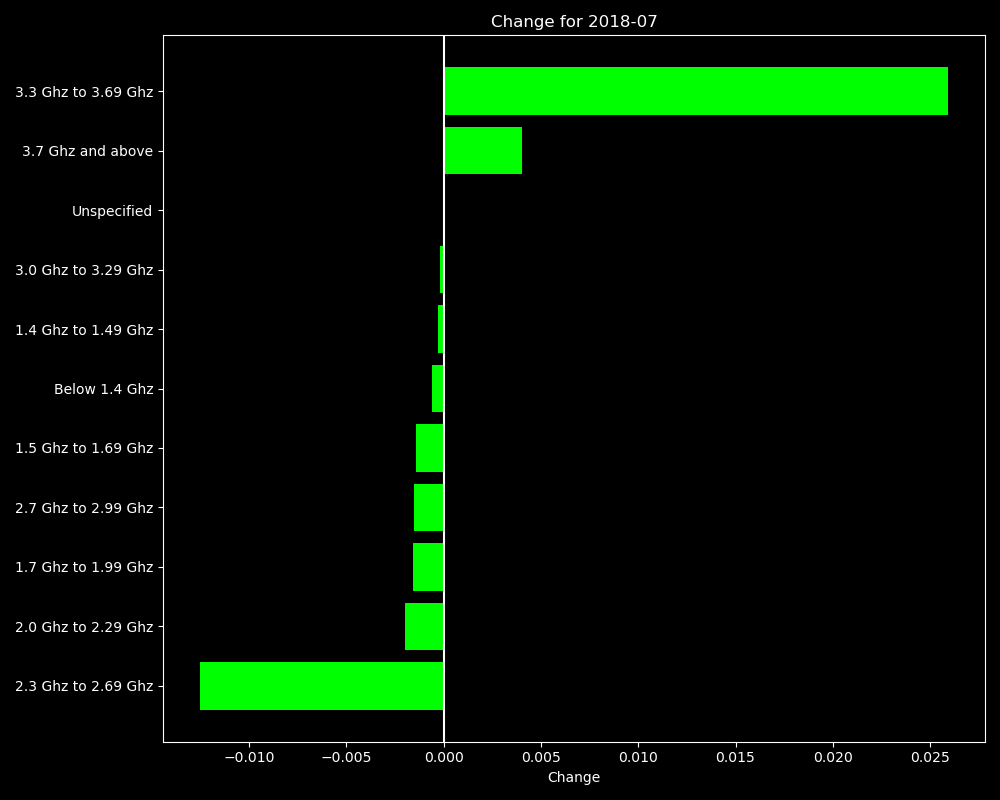 Change for 2018-07
3.3 Ghz to 3.69 Ghz
3.7 Ghz and above
Unspecified
3.0 Ghz to 3.29 Ghz
1.4 Ghz to 1.49 Ghz
Below 1.4 Ghz
1.5 Ghz to 1.69 Ghz
2.7 Ghz to 2.99 Ghz
1.7 Ghz to 1.99 Ghz
2.0 Ghz to 2.29 Ghz
2.3 Ghz to 2.69 Ghz
−0.010 −0.005 0.000 0.005 0.010 0.015 0.020 0.025
Change